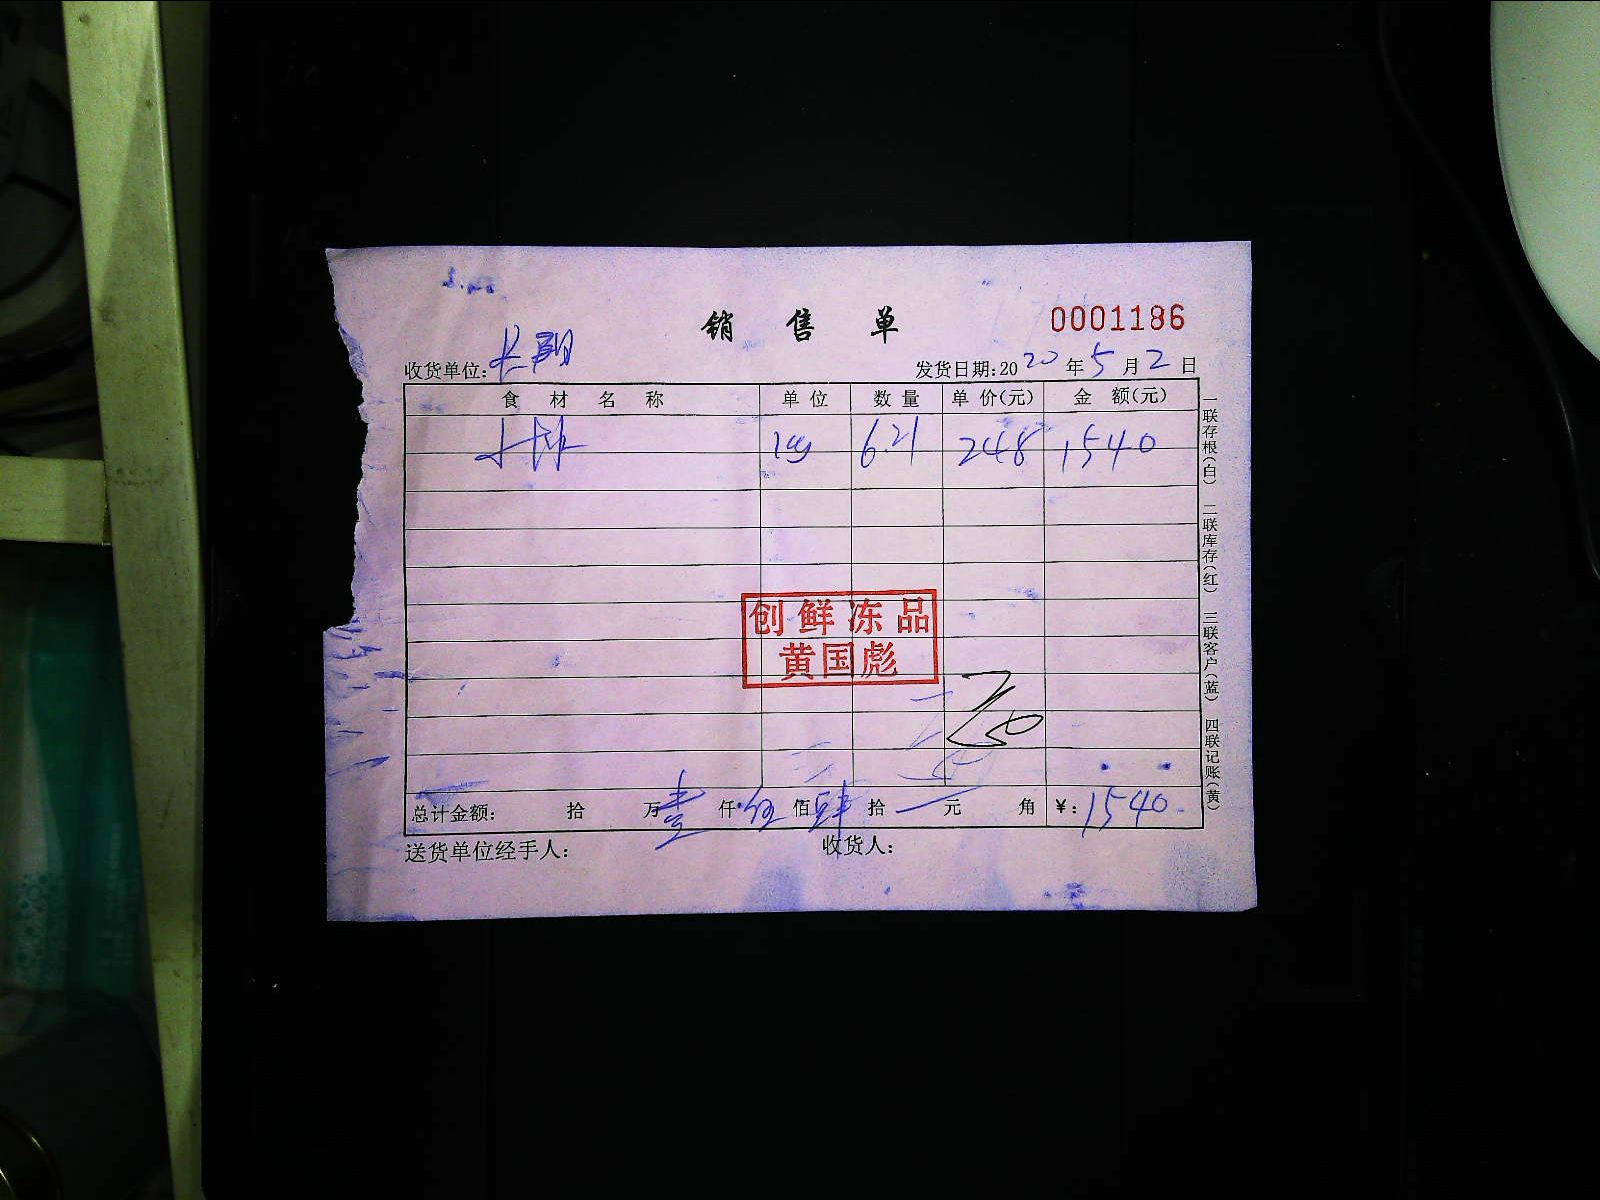 销售单 0001186
收货单位: 发货日期:2020年5月2日
食材名称 单位 数量 单价(元) 金额(元)
6.21 248 1540
创鲜冻品
黄国彪
总计金额: 拾 万壹仟伍佰肆拾 元 角 ¥:1540
送货单位经手人: 收货人:
一联存根(白) 二联库存(红) 三联客户(蓝) 四联记账(黄)